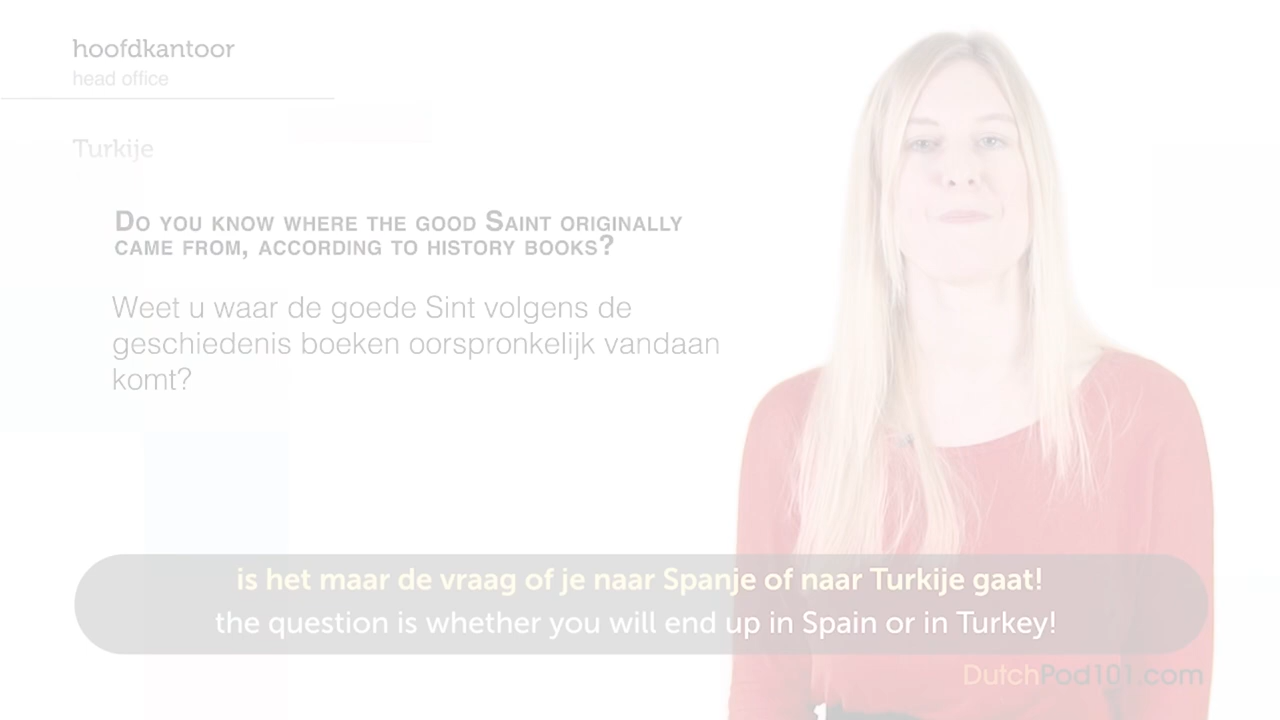 hoofdkantoor
head office
Turkije
Do you know where the good Saint originally
came from, according to history books?
Weet u waar de goede Sint volgens de
geschiedenis boeken oorspronkelijk vandaan
komt?
is het maar de vraag of je naar Spanje of naar Turkije gaat!
the question is whether you will end up in Spain or in Turkey!
DutchPod101.com